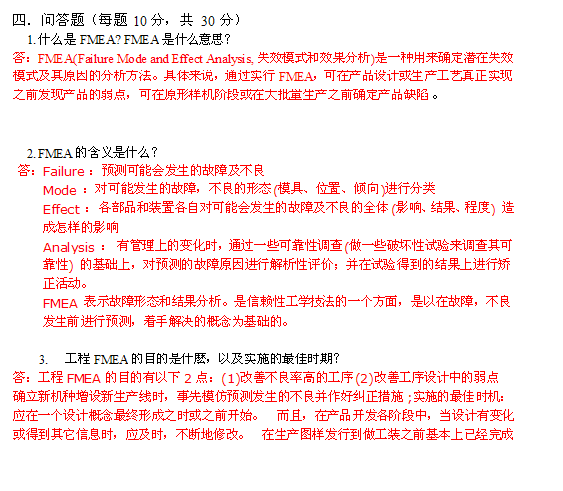 四．问答题（每题 10 分，共 30 分）
1.什么是 FMEA? FMEA 是什么意思？
答：FMEA(Failure Mode and Effect Analysis, 失效模式和效果分析)是一种用来确定潜在失效
模式及其原因的分析方法。具体来说，通过实行 FMEA，可在产品设计或生产工艺真正实现
之前发现产品的弱点，可在原形样机阶段或在大批量生产之前确定产品缺陷 。
2. FMEA 的含义是什么？
答：Failure：预测可能会发生的故障及不良
Mode ：对可能发生的故障，不良的形态(模具、位置、倾向)进行分类
Effect ：各部品和装置各自对可能会发生的故障及不良的全体 (影响、结果、程度) 造
成怎样的影响
Analysis ： 有管理上的变化时，通过一些可靠性调查(做一些破坏性试验来调查其可
靠性) 的基础上，对预测的故障原因进行解析性评价；并在试验得到的结果上进行矫
正活动。
FMEA 表示故障形态和结果分析。是信赖性工学技法的一个方面，是以在故障，不良
发生前进行预测，着手解决的概念为基础的。
3. 工程 FMEA 的目的是什麽，以及实施的最佳时期？
答：工程 FMEA 的目的有以下 2 点：(1)改善不良率高的工序 (2)改善工序设计中的弱点
确立新机种增设新生产线时，事先模仿预测发生的不良并作好纠正措施；实施的最佳时机：
应在一个设计概念最终形成之时或之前开始。 而且，在产品开发各阶段中，当设计有变化
或得到其它信息时，应及时，不断地修改。 在生产图样发行到做工装之前基本上已经完成